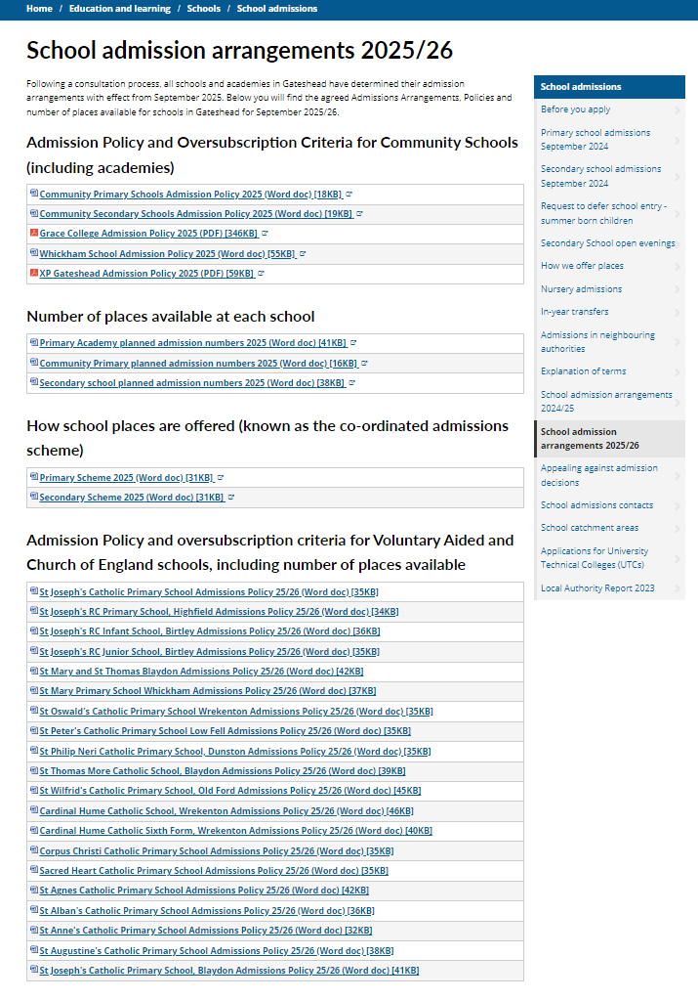 Home / Education and learning / Schools / School admissions
School admission arrangements 2025/26
Following a consultation process, all schools and academies in Gateshead have determined their admission
arrangements with effect from September 2025. Below you will find the agreed Admissions Arrangements, Policies and
number of places available for schools in Gateshead for September 2025/26.
Admission Policy and Oversubscription Criteria for Community Schools
(including academies)
Community Primary Schools Admission Policy 2025 (Word doc) [18KB]
Community Secondary Schools Admission Policy 2025 (Word doc) [19KB]
Grace College Admission Policy 2025 (PDF) [346KB]
Whickham School Admission Policy 2025 (Word doc) [55KB]
XP Gateshead Admission Policy 2025 (PDF) [59KB]
Number of places available at each school
Primary Academy planned admission numbers 2025 (Word doc) [41KB]
Community Primary planned admission numbers 2025 (Word doc) [16KB]
Secondary school planned admission numbers 2025 (Word doc) [38KB]
How school places are offered (known as the co-ordinated admissions
scheme)
Primary Scheme 2025 (Word doc) [31KB]
Secondary Scheme 2025 (Word doc) [31KB]
Admission Policy and oversubscription criteria for Voluntary Aided and
Church of England schools, including number of places available
St Joseph's Catholic Primary School Admissions Policy 25/26 (Word doc) [35KB]
St Joseph's RC Primary School, Highfield Admissions Policy 25/26 (Word doc) [34KB]
St Joseph's RC Infant School, Birtley Admissions Policy 25/26 (Word doc) [36KB]
St Joseph's RC Junior School, Birtley Admissions Policy 25/26 (Word doc) [35KB]
St Mary and St Thomas Blaydon Admissions Policy 25/26 (Word doc) [42KB]
St Mary Primary School Whickham Admissions Policy 25/26 (Word doc) [37KB]
St Oswald's Catholic Primary School Wrekenton Admissions Policy 25/26 (Word doc) [35KB]
St Peter's Catholic Primary School Low Fell Admissions Policy 25/26 (Word doc) [35KB]
St Philip Neri Catholic Primary School, Dunston Admissions Policy 25/26 (Word doc) [35KB]
St Thomas More Catholic School, Blaydon Admissions Policy 25/26 (Word doc) [39KB]
St Wilfrid's Catholic Primary School, Old Ford Admissions Policy 25/26 (Word doc) [45KB]
Cardinal Hume Catholic School, Wrekenton Admissions Policy 25/26 (Word doc) [46KB]
Cardinal Hume Catholic Sixth Form, Wrekenton Admissions Policy 25/26 (Word doc) [40KB]
Corpus Christi Catholic Primary School Admissions Policy 25/26 (Word doc) [35KB]
Sacred Heart Catholic Primary School Admissions Policy 25/26 (Word doc) [35KB]
St Agnes Catholic Primary School Admissions Policy 25/26 (Word doc) [42KB]
St Alban's Catholic Primary School Admissions Policy 25/26 (Word doc) [36KB]
St Anne's Catholic Primary School Admissions Policy 25/26 (Word doc) [32KB]
St Augustine's Catholic Primary School Admissions Policy 25/26 (Word doc) [38KB]
St Joseph's Catholic Primary School, Blaydon Admissions Policy 25/26 (Word doc) [41KB]
School admissions
Before you apply
Primary school admissions
September 2024
Secondary school admissions
September 2024
Request to defer school entry -
summer born children
Secondary School open evenings
How we offer places
Nursery admissions
In-year transfers
Admissions in neighbouring
authorities
Explanation of terms
School admission arrangements
2024/25
School admission
arrangements 2025/26
Appealing against admission
decisions
School admissions contacts
School catchment areas
Applications for University
Technical Colleges (UTCs)
Local Authority Report 2023